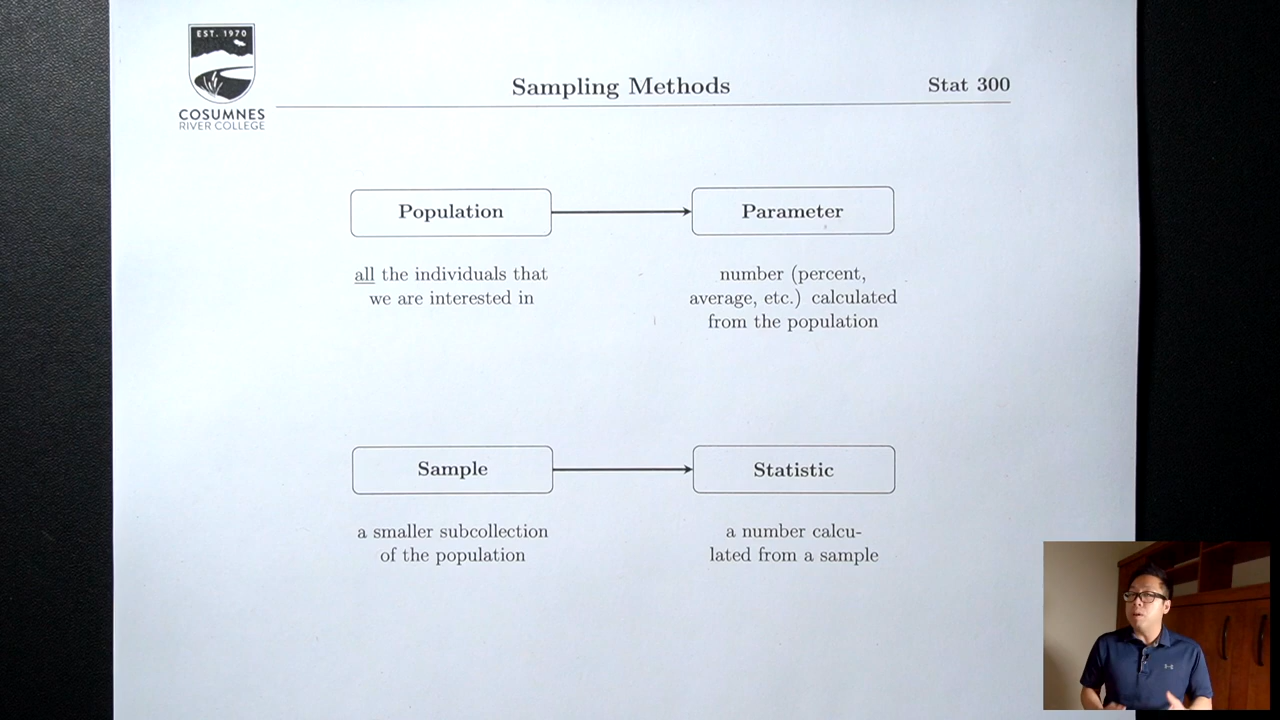 EST. 1970
COSUMNES
RIVER COLLEGE
Sampling Methods
Stat 300
Population
Parameter
all the individuals that
we are interested in
number (percent,
average, etc.) calculated
from the population
Sample
Statistic
a smaller subcollection
of the population
a number calcu-
lated from a sample